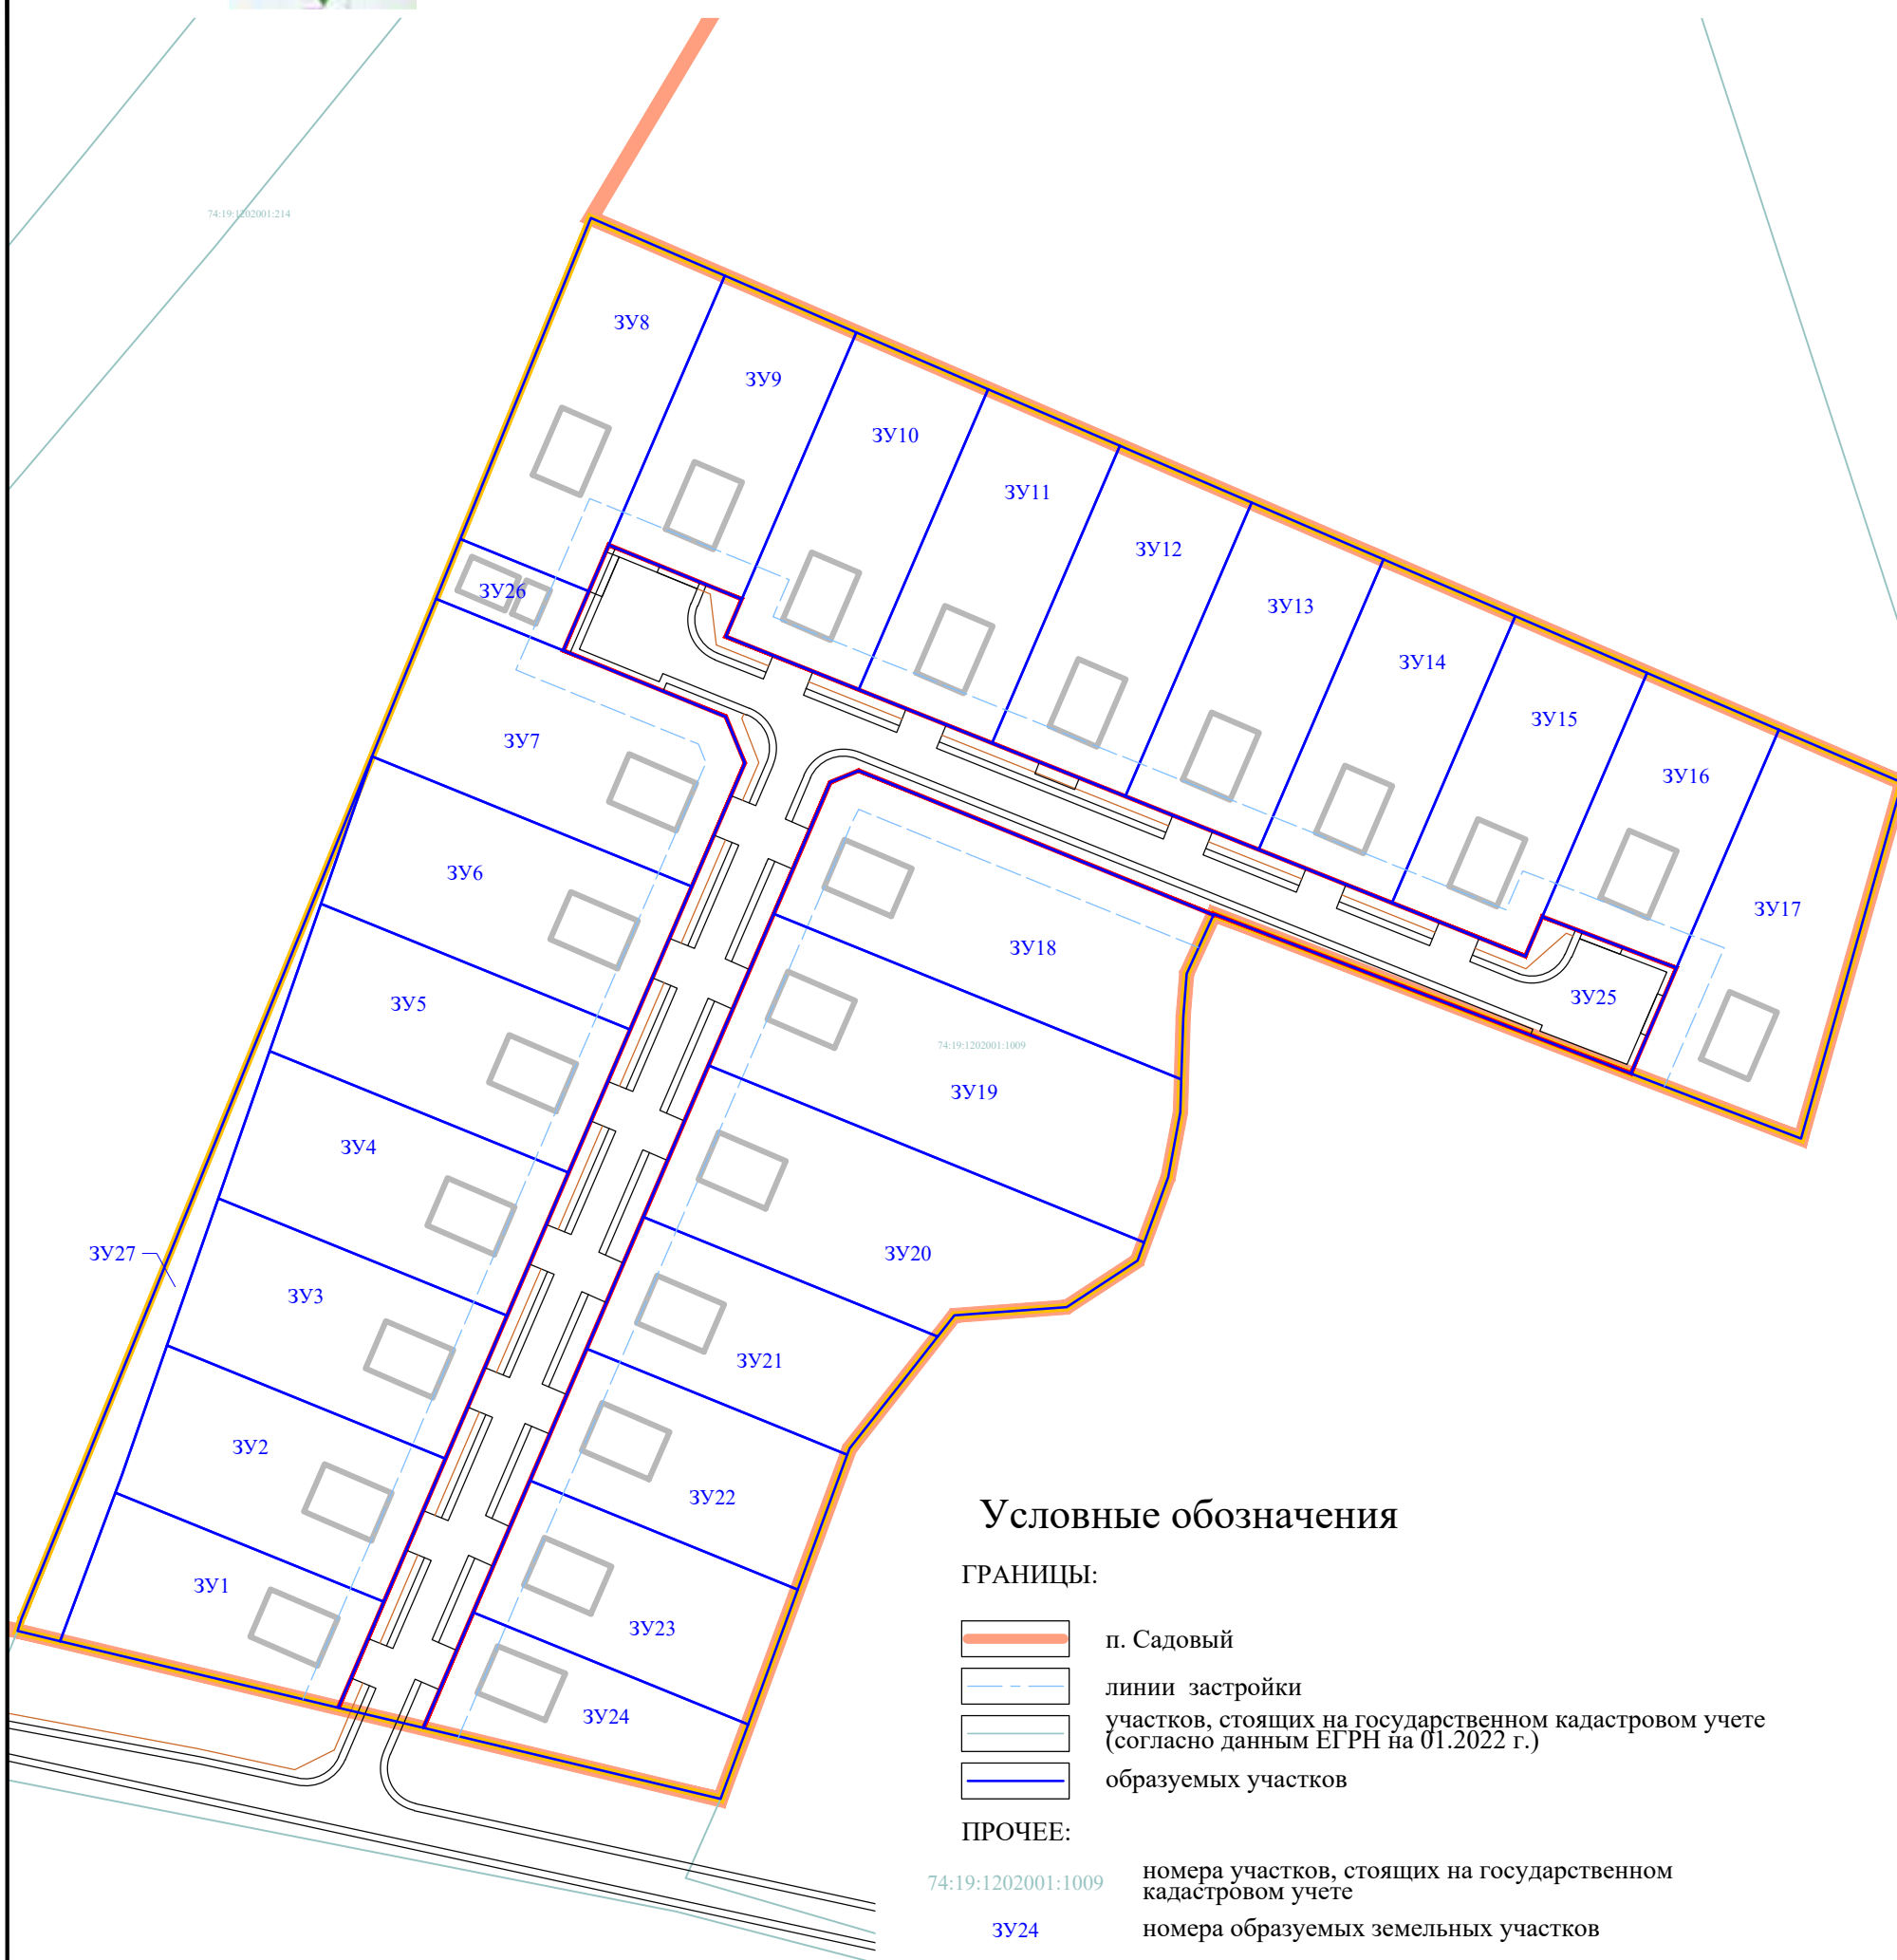 74:19:1202001:214
ЗУ8
ЗУ9
ЗУ10
ЗУ11
ЗУ12
ЗУ13
ЗУ14
ЗУ15
ЗУ16
ЗУ17
ЗУ26
ЗУ7
ЗУ6
ЗУ5
ЗУ4
ЗУ27
ЗУ3
ЗУ2
ЗУ1
ЗУ18
ЗУ25
74:19:1202001:1009
ЗУ19
ЗУ20
ЗУ21
ЗУ22
ЗУ23
ЗУ24
Условные обозначения
ГРАНИЦЫ:
п. Садовый
линии застройки
участков, стоящих на государственном кадастровом учете
(согласно данным ЕГРН на 01.2022 г.)
образуемых участков
ПРОЧЕЕ:
74:19:1202001:1009 номера участков, стоящих на государственном
кадастровом учете
ЗУ24 номера образуемых земельных участков